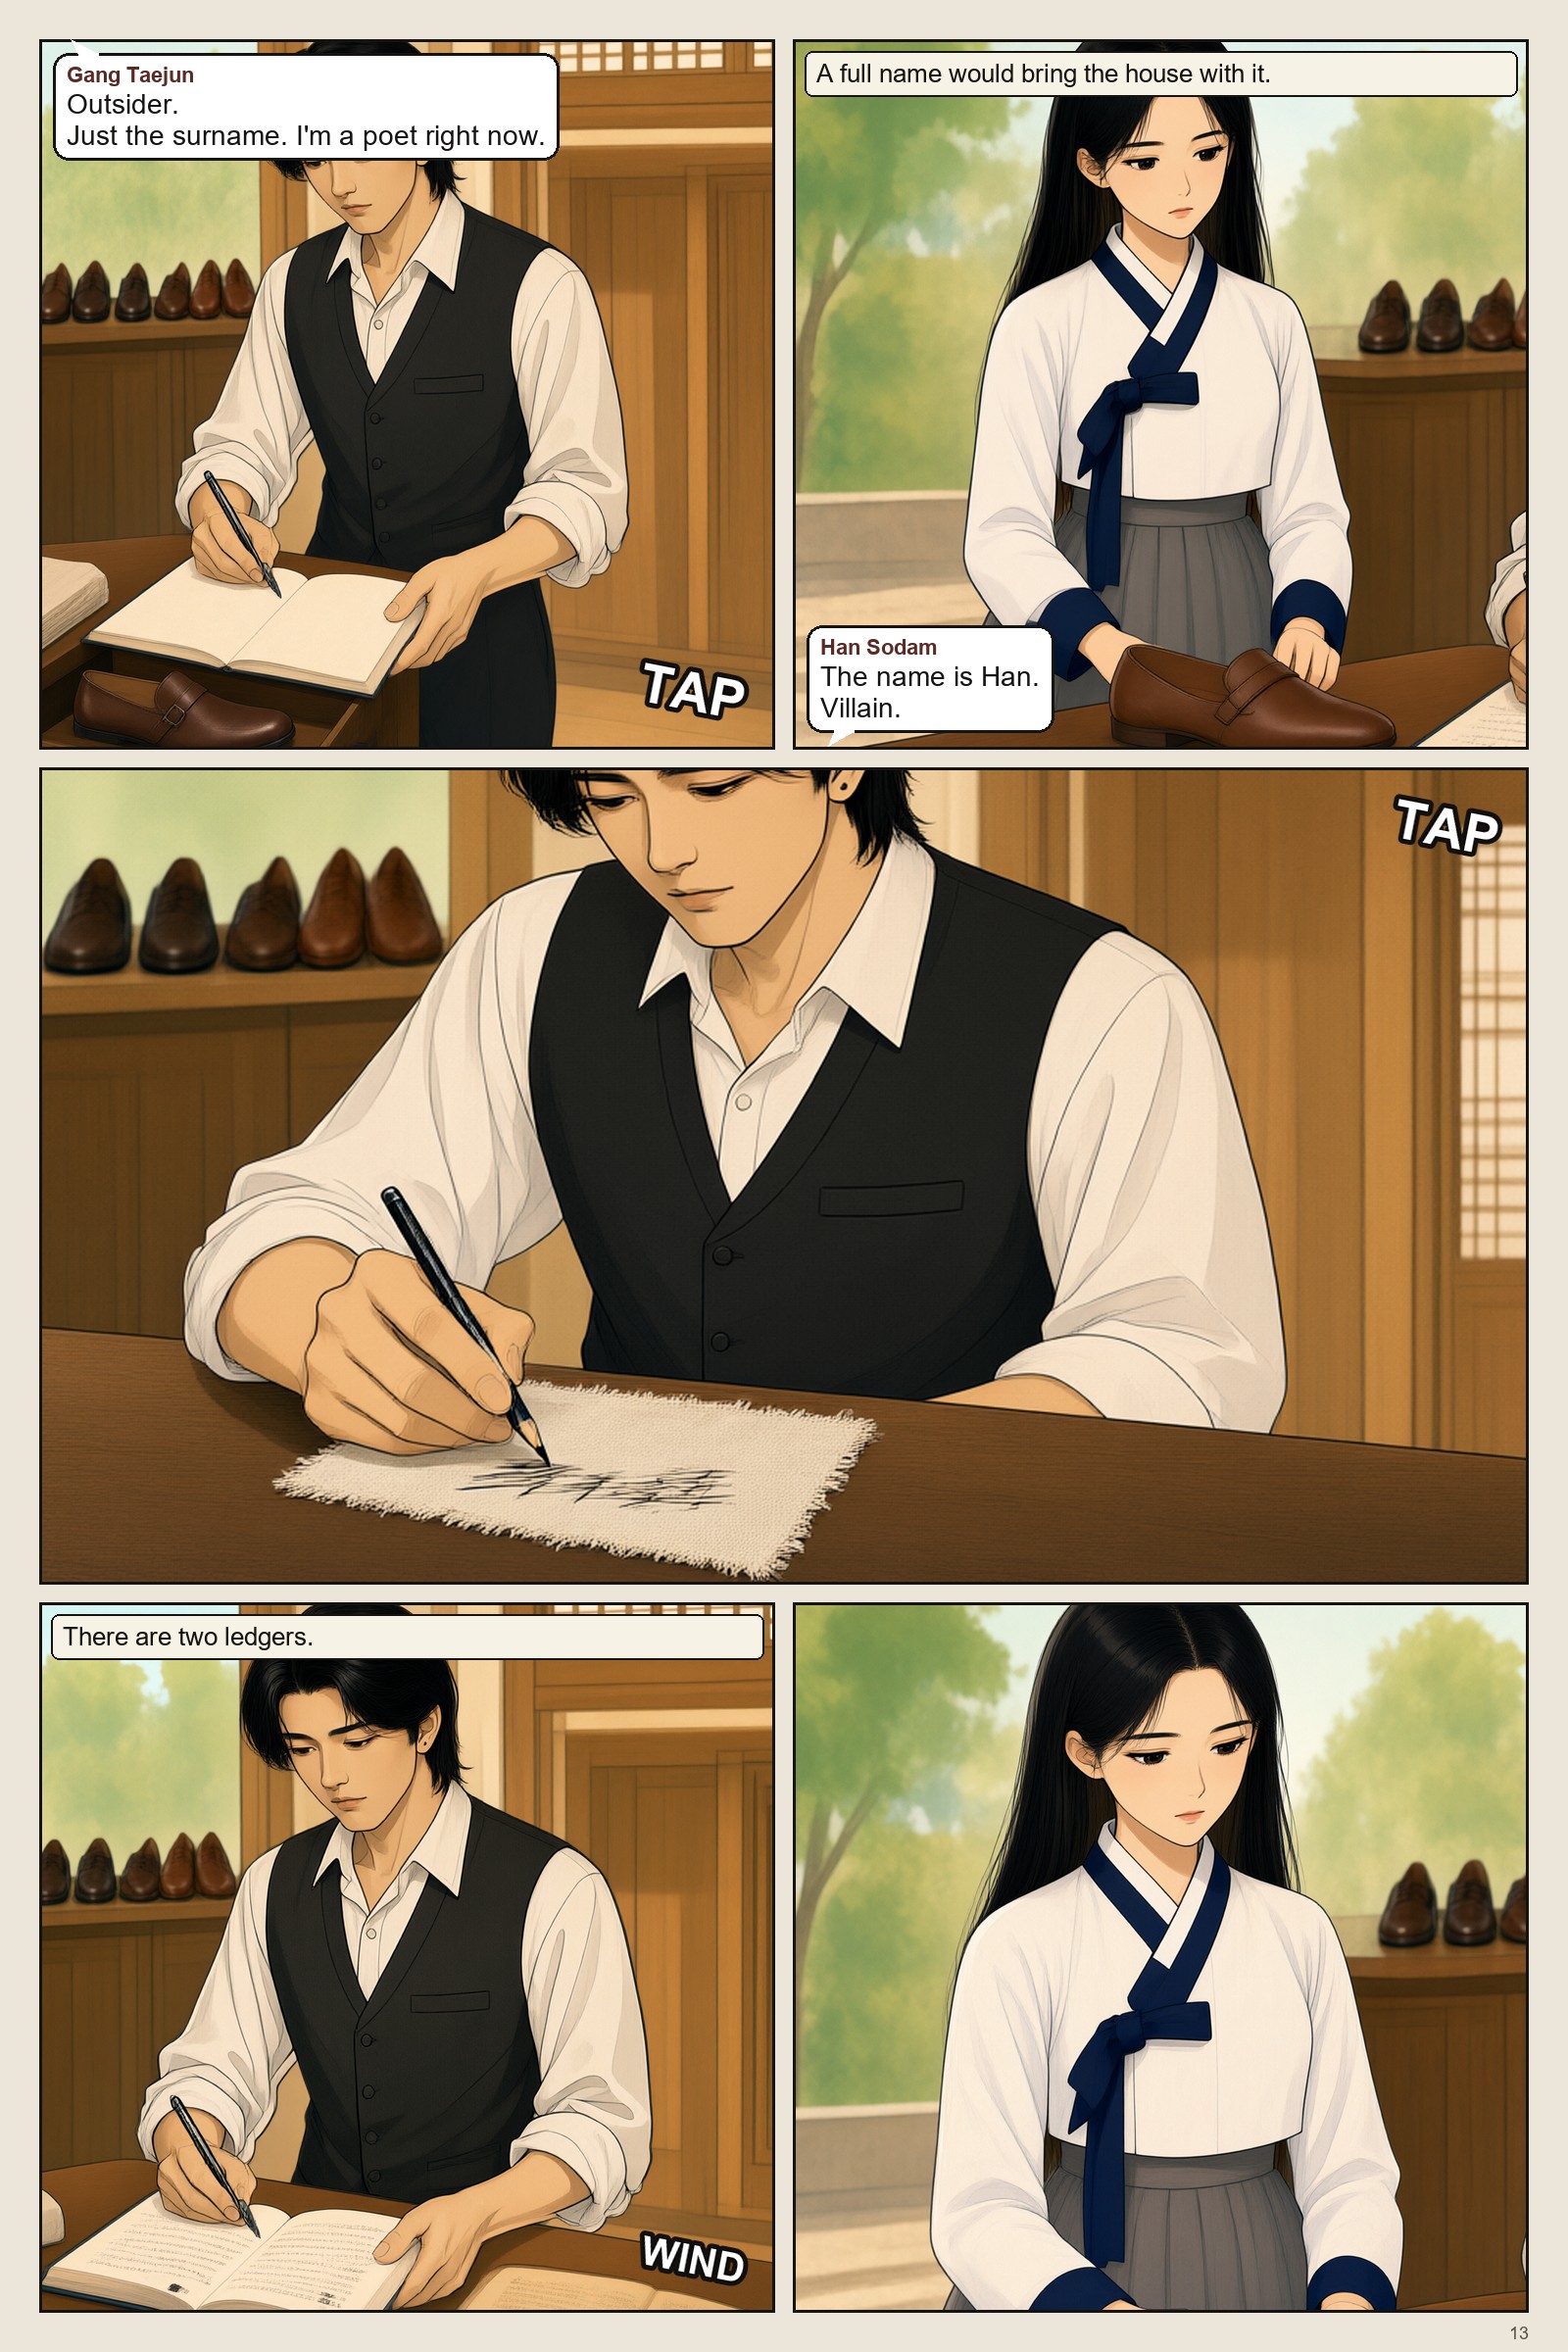 Gang Taejun
Outsider.
Just the surname. I'm a poet right now.
TAP
A full name would bring the house with it.
Han Sodam
The name is Han.
Villain.
TAP
There are two ledgers.
WIND
13